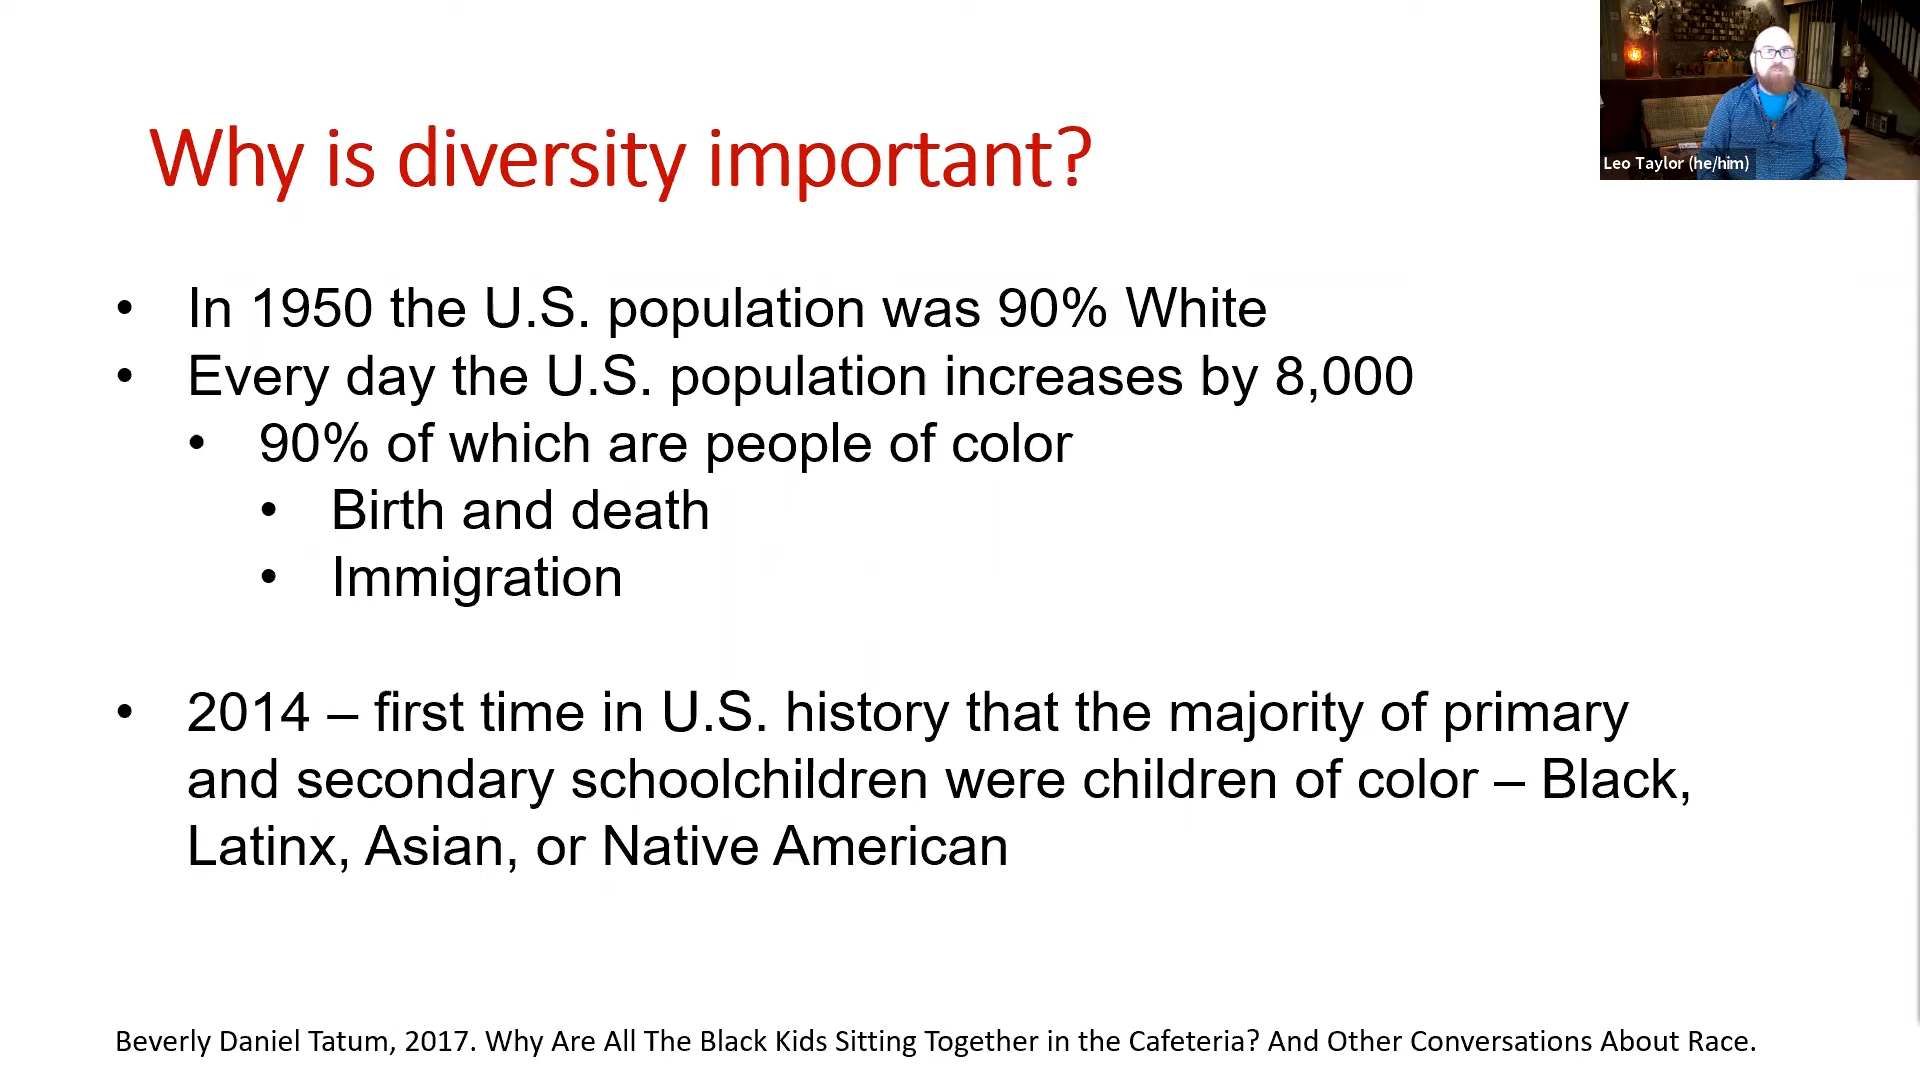 Why is diversity important?
Leo Taylor (he/him)
• In 1950 the U.S. population was 90% White
• Every day the U.S. population increases by 8,000
• 90% of which are people of color
• Birth and death
• Immigration
• 2014 – first time in U.S. history that the majority of primary
and secondary schoolchildren were children of color – Black,
Latinx, Asian, or Native American
Beverly Daniel Tatum, 2017. Why Are All The Black Kids Sitting Together in the Cafeteria? And Other Conversations About Race.